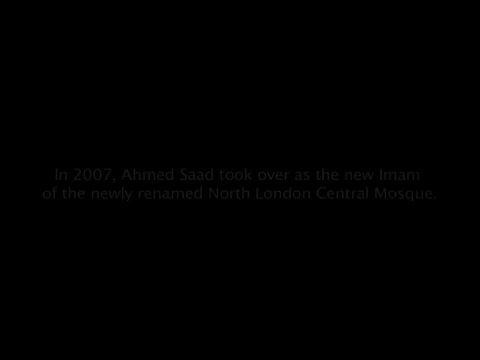 In 2007, Ahmed Saad took over as the new Imam
of the newly renamed North London Central Mosque.